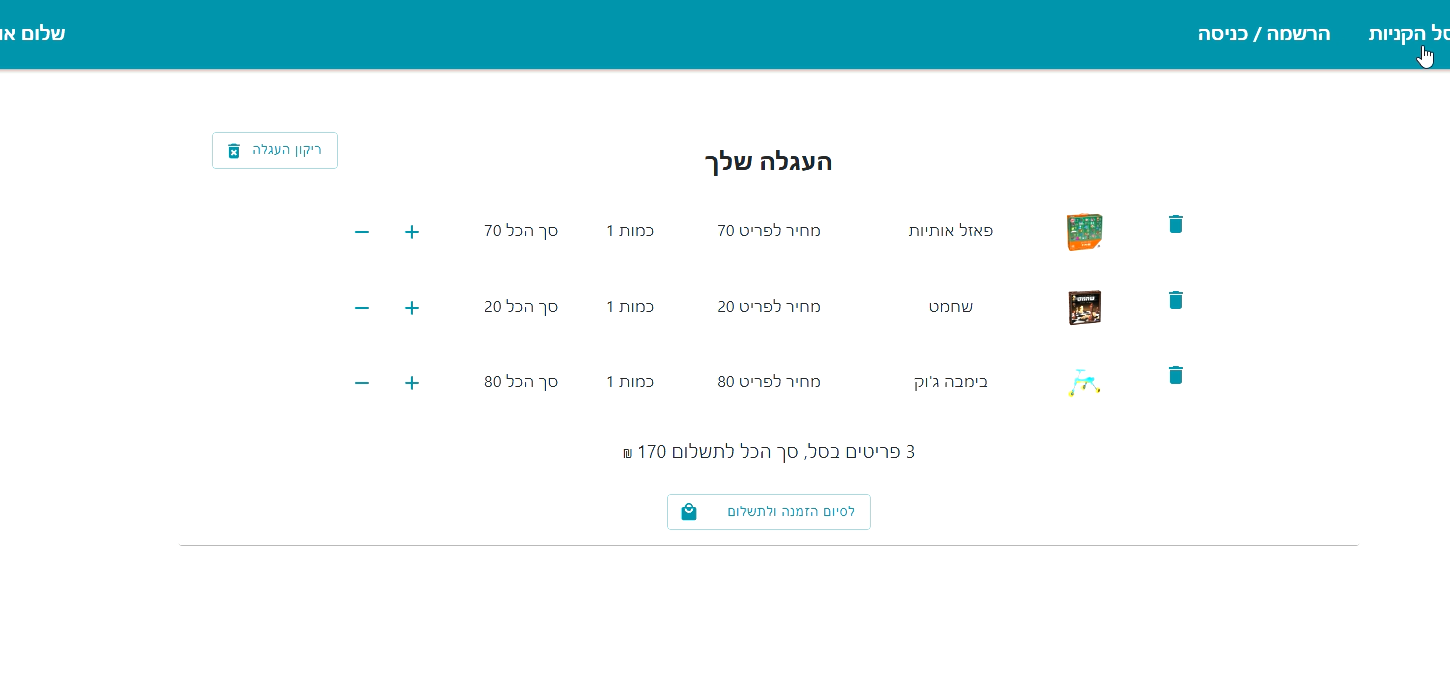 הקניות
הרשמה / כניסה
שלום
העגלה שלך
ריקון העגלה
פאזל אותיות מחיר לפריט 70 כמות 1 סך הכל 70
שחמט מחיר לפריט 20 כמות 1 סך הכל 20
בימבה ג'וק מחיר לפריט 80 כמות 1 סך הכל 80
3 פריטים בסל, סך הכל לתשלום 170 ₪
לסיום הזמנה ולתשלום